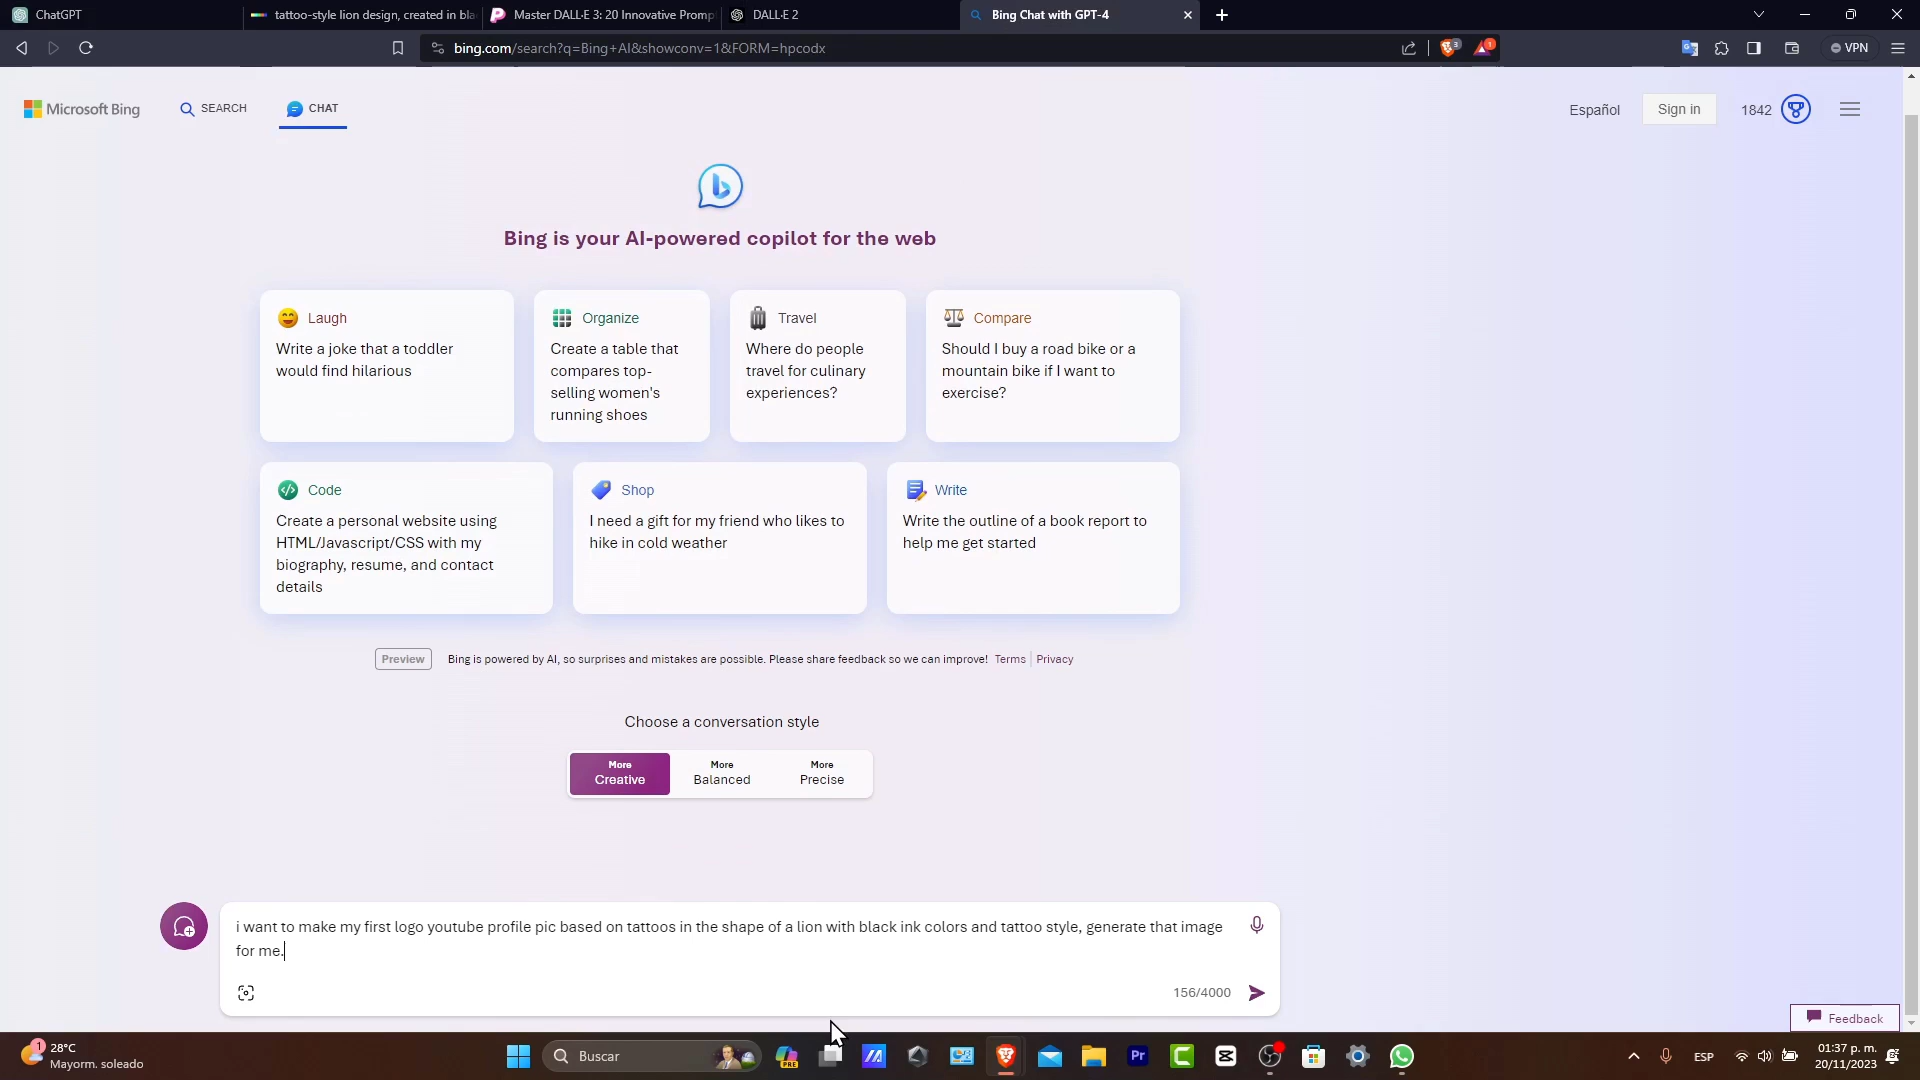 ChatGPT
tattoo-style lion design, created in bla
Master DALL·E 3: 20 Innovative Promp
DALL·E 2
Bing Chat with GPT-4
bing.com/search?q=Bing+AI&showconv=1&FORM=hpcodx
3
1
VPN
Microsoft Bing
SEARCH
CHAT
Español
Sign in
1842
Bing is your AI-powered copilot for the web
Laugh
Write a joke that a toddler
would find hilarious
Organize
Create a table that
compares top-
selling women's
running shoes
Travel
Where do people
travel for culinary
experiences?
Compare
Should I buy a road bike or a
mountain bike if I want to
exercise?
Code
Create a personal website using
HTML/Javascript/CSS with my
biography, resume, and contact
details
Shop
I need a gift for my friend who likes to
hike in cold weather
Write
Write the outline of a book report to
help me get started
Preview
Bing is powered by AI, so surprises and mistakes are possible. Please share feedback so we can improve! Terms Privacy
Choose a conversation style
More
Creative
More
Balanced
More
Precise
i want to make my first logo youtube profile pic based on tattoos in the shape of a lion with black ink colors and tattoo style, generate that image
for me.
156/4000
Feedback
1
28°C
Mayorm. soleado
Buscar
PRE
Pr
ESP
01:37 p. m.
20/11/2023